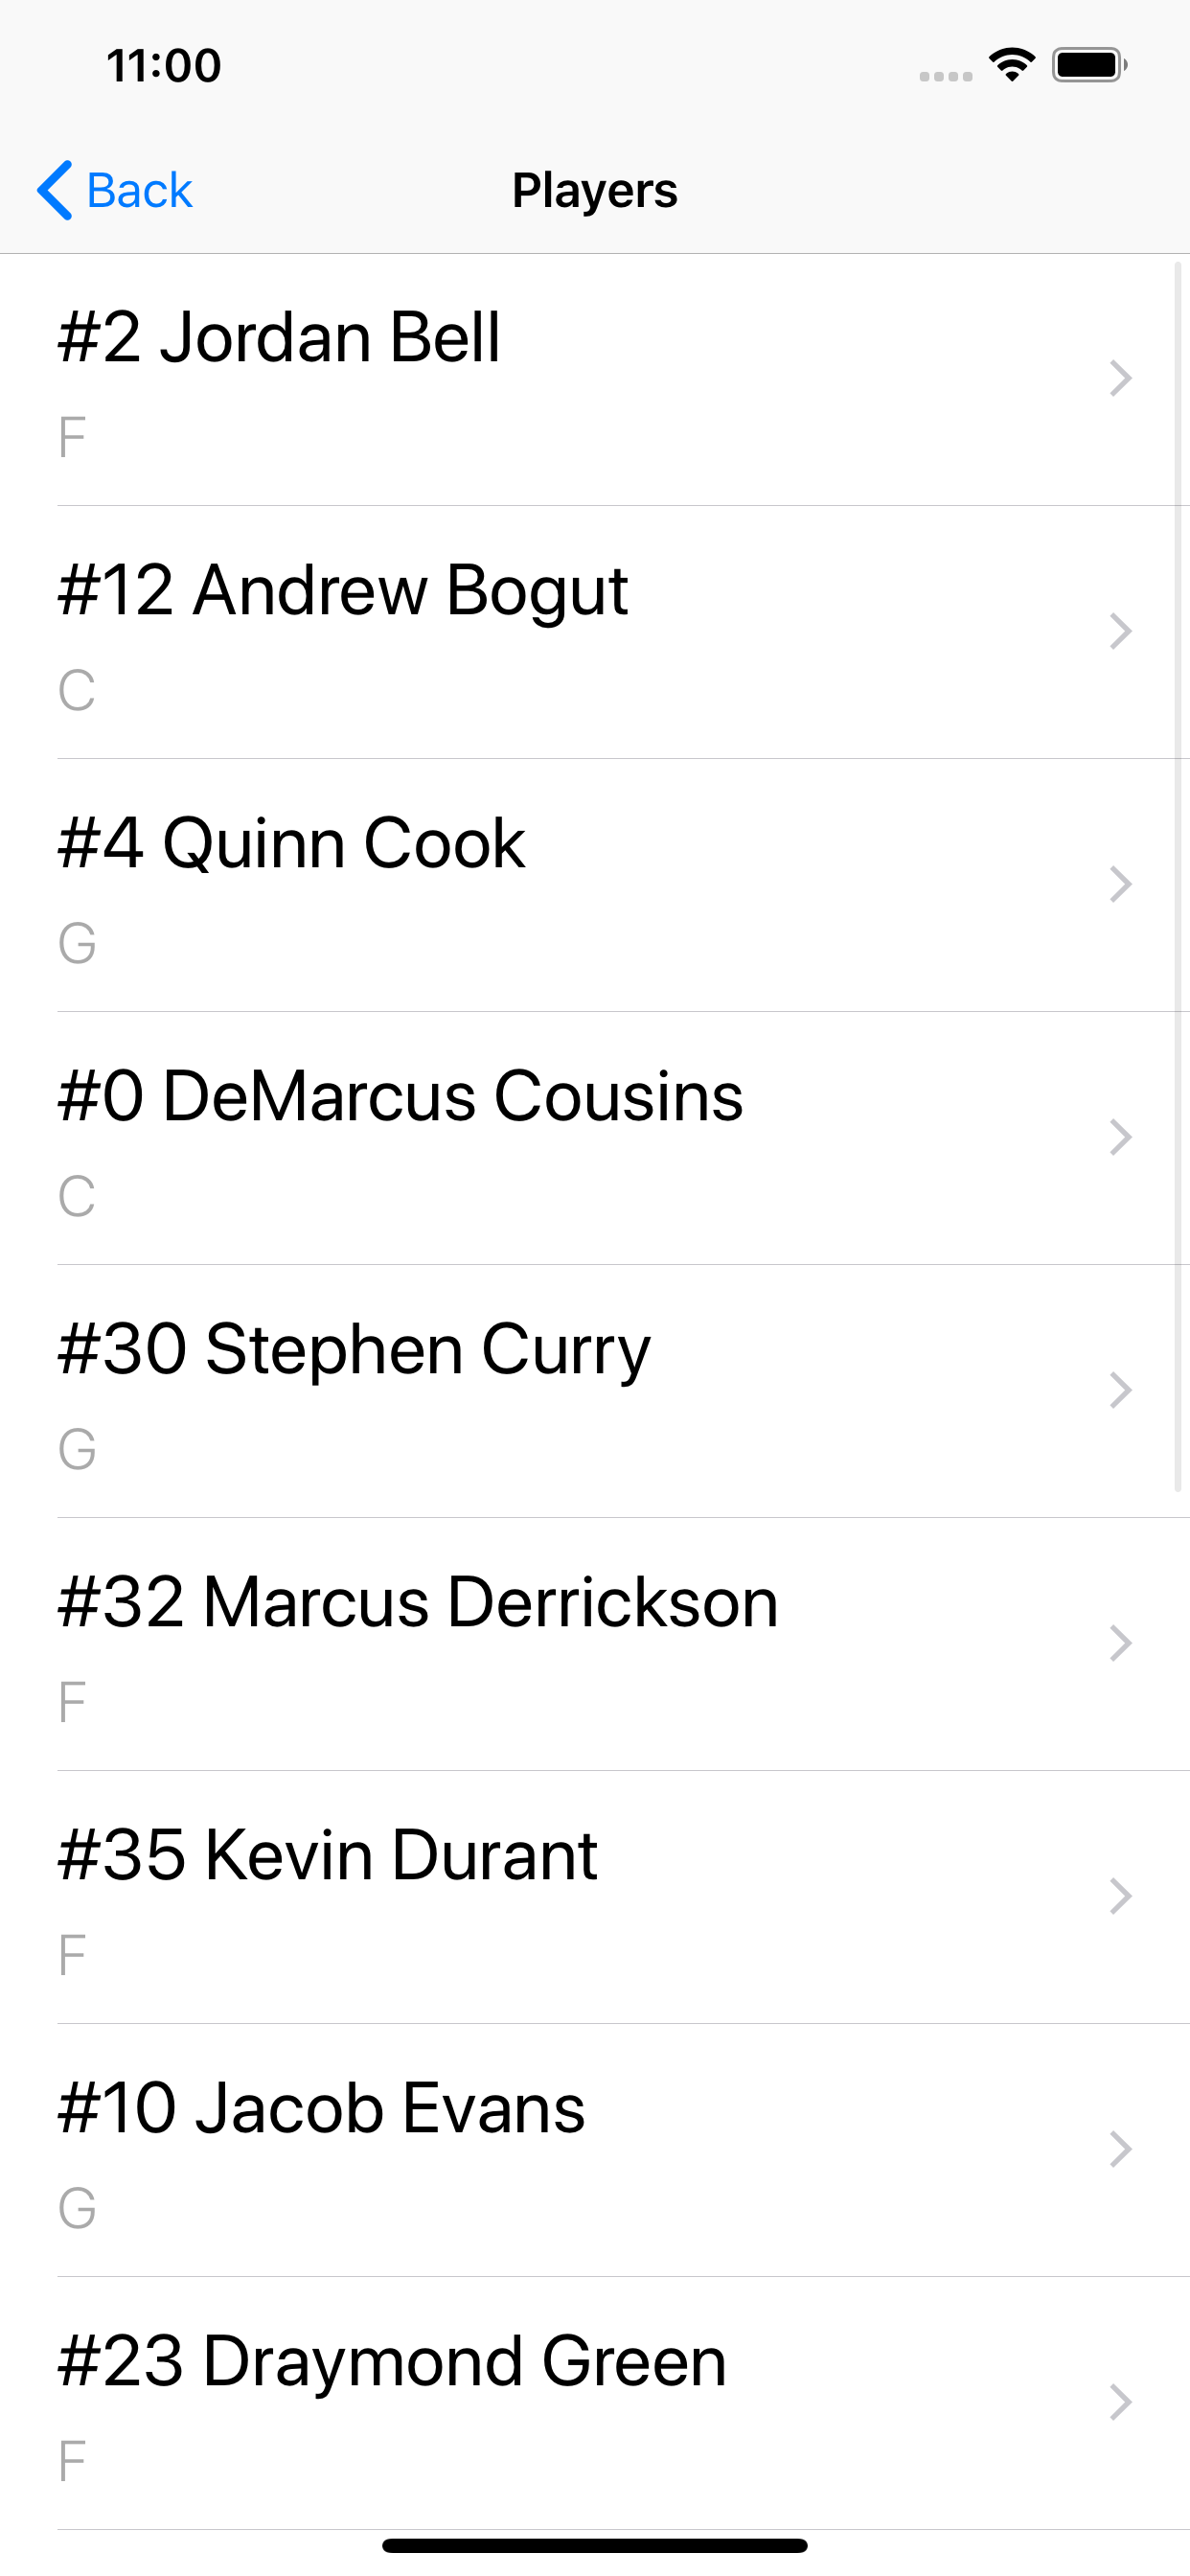 11:00
Back
Players
#2 Jordan Bell
F
#12 Andrew Bogut
C
#4 Quinn Cook
G
#0 DeMarcus Cousins
C
#30 Stephen Curry
G
#32 Marcus Derrickson
F
#35 Kevin Durant
F
#10 Jacob Evans
G
#23 Draymond Green
F